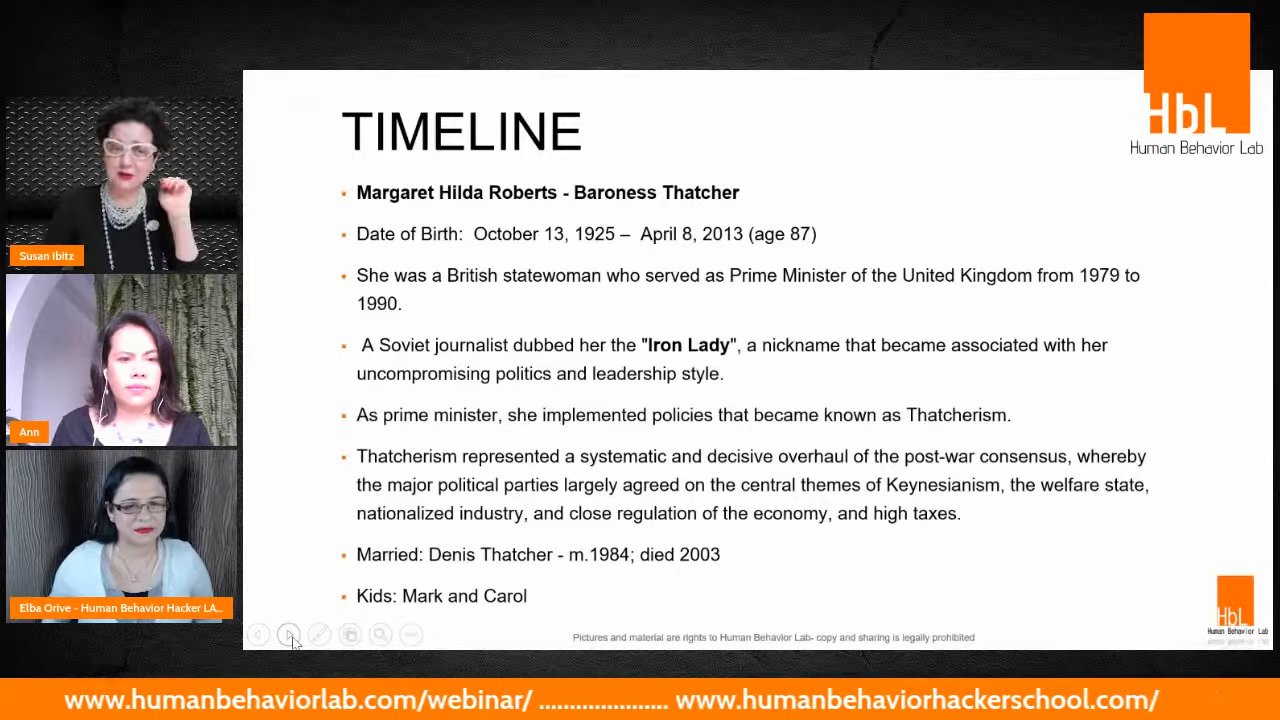 HbL
Human Behavior Lab
TIMELINE
Margaret Hilda Roberts - Baroness Thatcher
Date of Birth: October 13, 1925 – April 8, 2013 (age 87)
She was a British statewoman who served as Prime Minister of the United Kingdom from 1979 to
1990.
A Soviet journalist dubbed her the "Iron Lady", a nickname that became associated with her
uncompromising politics and leadership style.
As prime minister, she implemented policies that became known as Thatcherism.
Thatcherism represented a systematic and decisive overhaul of the post-war consensus, whereby
the major political parties largely agreed on the central themes of Keynesianism, the welfare state,
nationalized industry, and close regulation of the economy, and high taxes.
Married: Denis Thatcher - m.1984; died 2003
Kids: Mark and Carol
Susan Ibitz
Ann
Elba Orive - Human Behavior Hacker LA...
Pictures and material are rights to Human Behavior Lab- copy and sharing is legally prohibited
HbL
Human Behavior Lab
www.humanbehaviorlab.com/webinar/ ..................... www.humanbehaviorhackerschool.com/